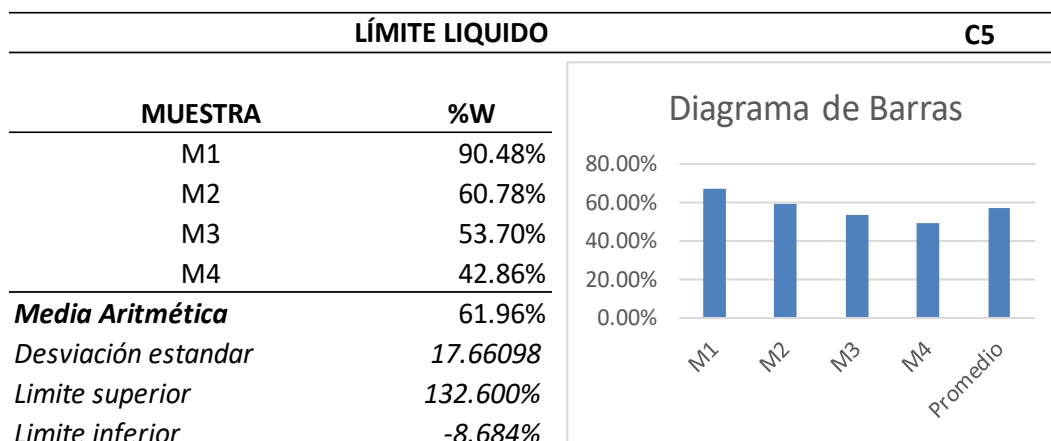 LÍMITE LIQUIDO C5
MUESTRA %W
M1 90.48%
M2 60.78%
M3 53.70%
M4 42.86%
Media Aritmética 61.96%
Desviación estandar 17.66098
Limite superior 132.600%
Limite inferior -8.684%
Diagrama de Barras
80.00%
60.00%
40.00%
20.00%
0.00%
M1 M2 M3 M4 Promedio